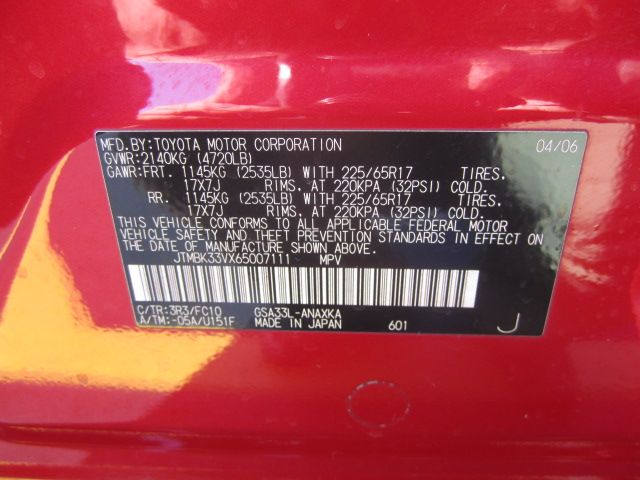 MFD.BY:TOYOTA MOTOR CORPORATION 04/06
GVWR:2140KG (4720LB)
GAWR:FRT. 1145KG (2535LB) WITH 225/65R17 TIRES.
17X7J RIMS, AT 220KPA (32PSI) COLD.
RR. 1145KG (2535LB) WITH 225/65R17 TIRES.
17X7J RIMS, AT 220KPA (32PSI) COLD.
THIS VEHICLE CONFORMS TO ALL APPLICABLE FEDERAL MOTOR
VEHICLE SAFETY AND THEFT PREVENTION STANDARDS IN EFFECT ON
THE DATE OF MANUFACTURE SHOWN ABOVE.
JTMBK33VX65007111 MPV
C/TR:3R3/FC10 GSA33L-ANAXKA
A/TM:-05A/U151F MADE IN JAPAN 601 J